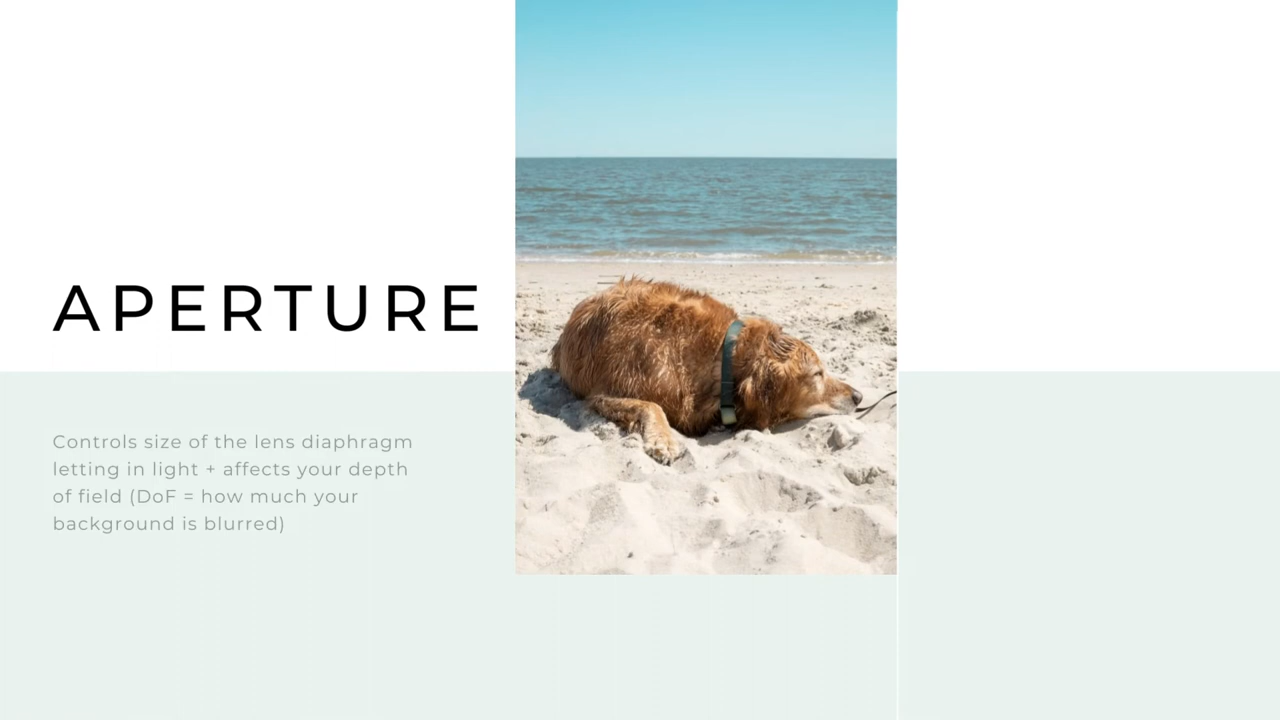 APERTURE
Controls size of the lens diaphragm
letting in light + affects your depth
of field (DoF = how much your
background is blurred)